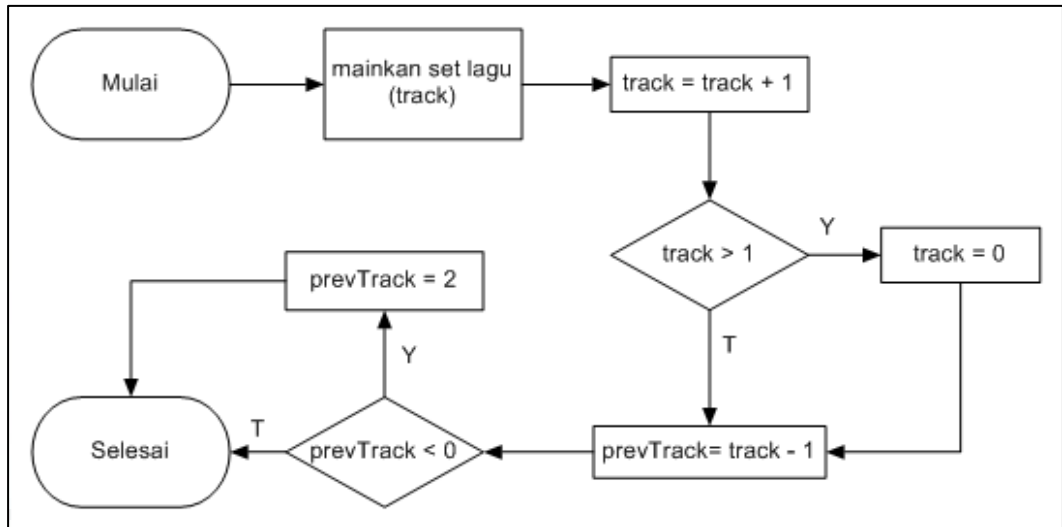 Mulai
mainkan set lagu
(track)
track = track + 1
track > 1
Y
track = 0
T
prevTrack= track - 1
prevTrack < 0
Y
prevTrack = 2
T
Selesai